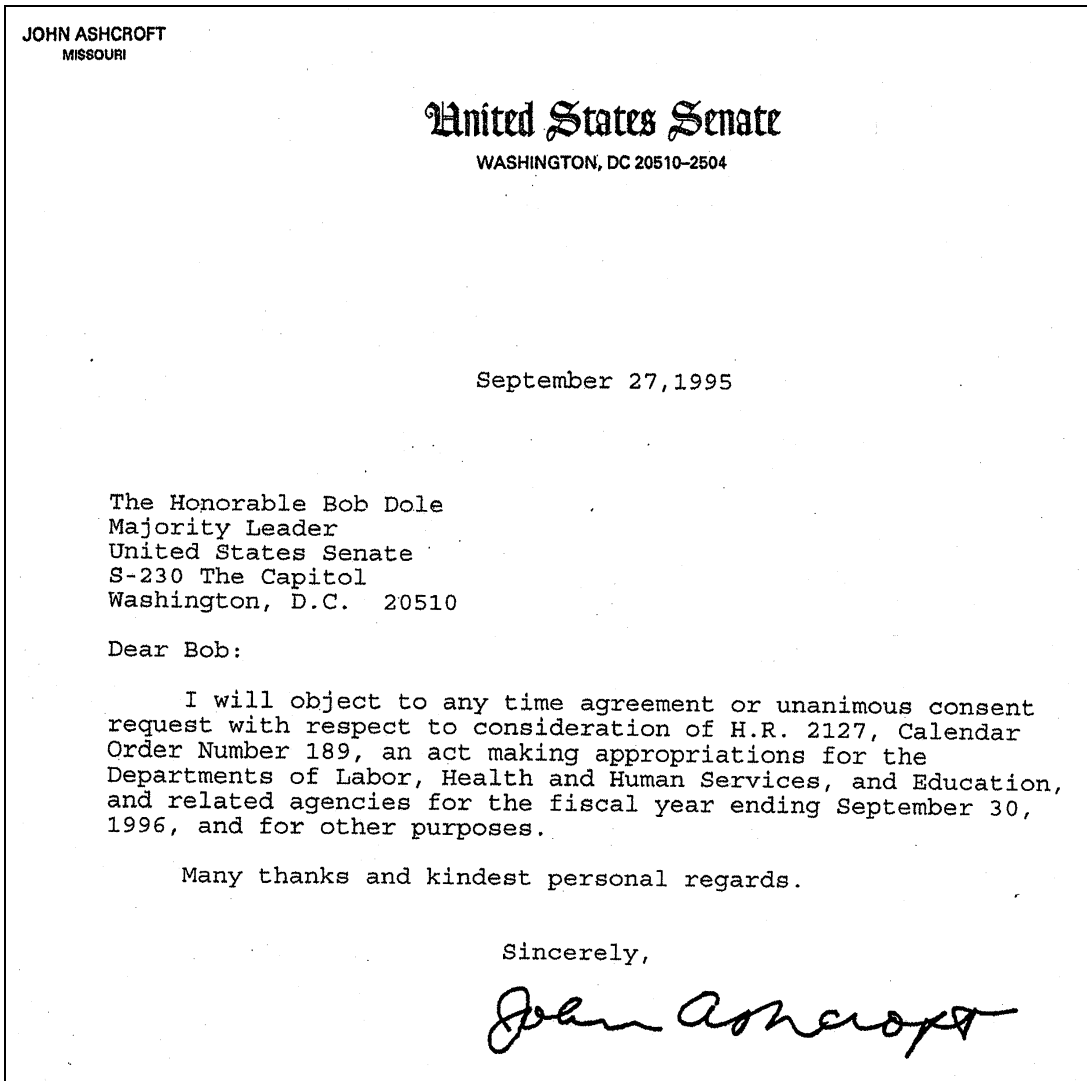 JOHN ASHCROFT
MISSOURI
United States Senate
WASHINGTON, DC 20510–2504
September 27,1995
The Honorable Bob Dole
Majority Leader
United States Senate
S-230 The Capitol
Washington, D.C. 20510
Dear Bob:
I will object to any time agreement or unanimous consent
request with respect to consideration of H.R. 2127, Calendar
Order Number 189, an act making appropriations for the
Departments of Labor, Health and Human Services, and Education,
and related agencies for the fiscal year ending September 30,
1996, and for other purposes.
Many thanks and kindest personal regards.
Sincerely,
John Ashcroft